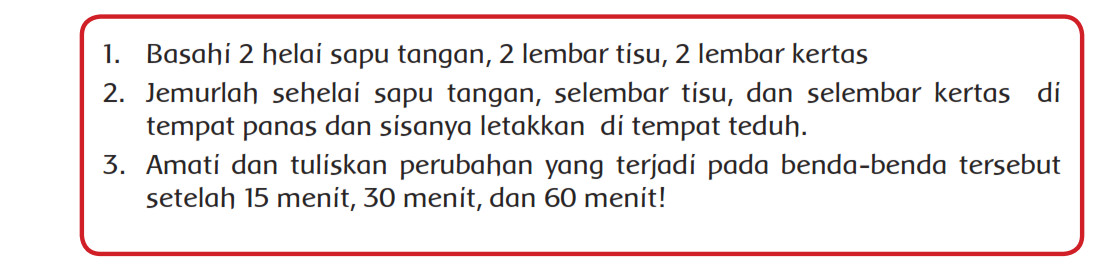 1. Basahi 2 helai sapu tangan, 2 lembar tisu, 2 lembar kertas
2. Jemurlah sehelai sapu tangan, selembar tisu, dan selembar kertas di
tempat panas dan sisanya letakkan di tempat teduh.
3. Amati dan tuliskan perubahan yang terjadi pada benda-benda tersebut
setelah 15 menit, 30 menit, dan 60 menit!